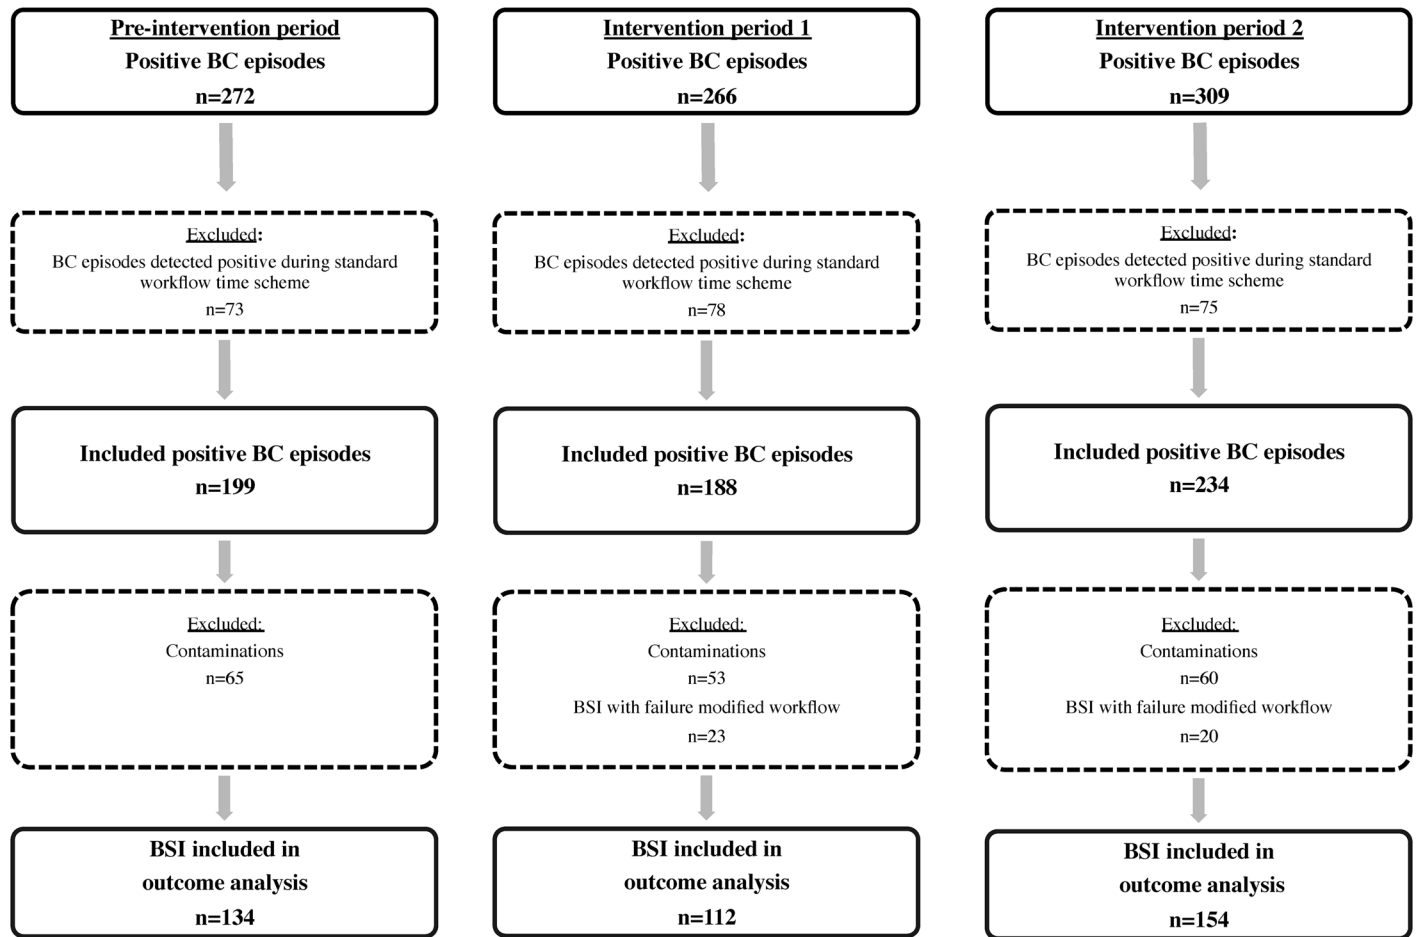 Pre-intervention period
Positive BC episodes
n=272
Excluded:
BC episodes detected positive during standard
workflow time scheme
n=73
Included positive BC episodes
n=199
Excluded:
Contaminations
n=65
BSI included in
outcome analysis
n=134
Intervention period 1
Positive BC episodes
n=266
Excluded:
BC episodes detected positive during standard
workflow time scheme
n=78
Included positive BC episodes
n=188
Excluded:
Contaminations
n=53
BSI with failure modified workflow
n=23
BSI included in
outcome analysis
n=112
Intervention period 2
Positive BC episodes
n=309
Excluded:
BC episodes detected positive during standard
workflow time scheme
n=75
Included positive BC episodes
n=234
Excluded:
Contaminations
n=60
BSI with failure modified workflow
n=20
BSI included in
outcome analysis
n=154